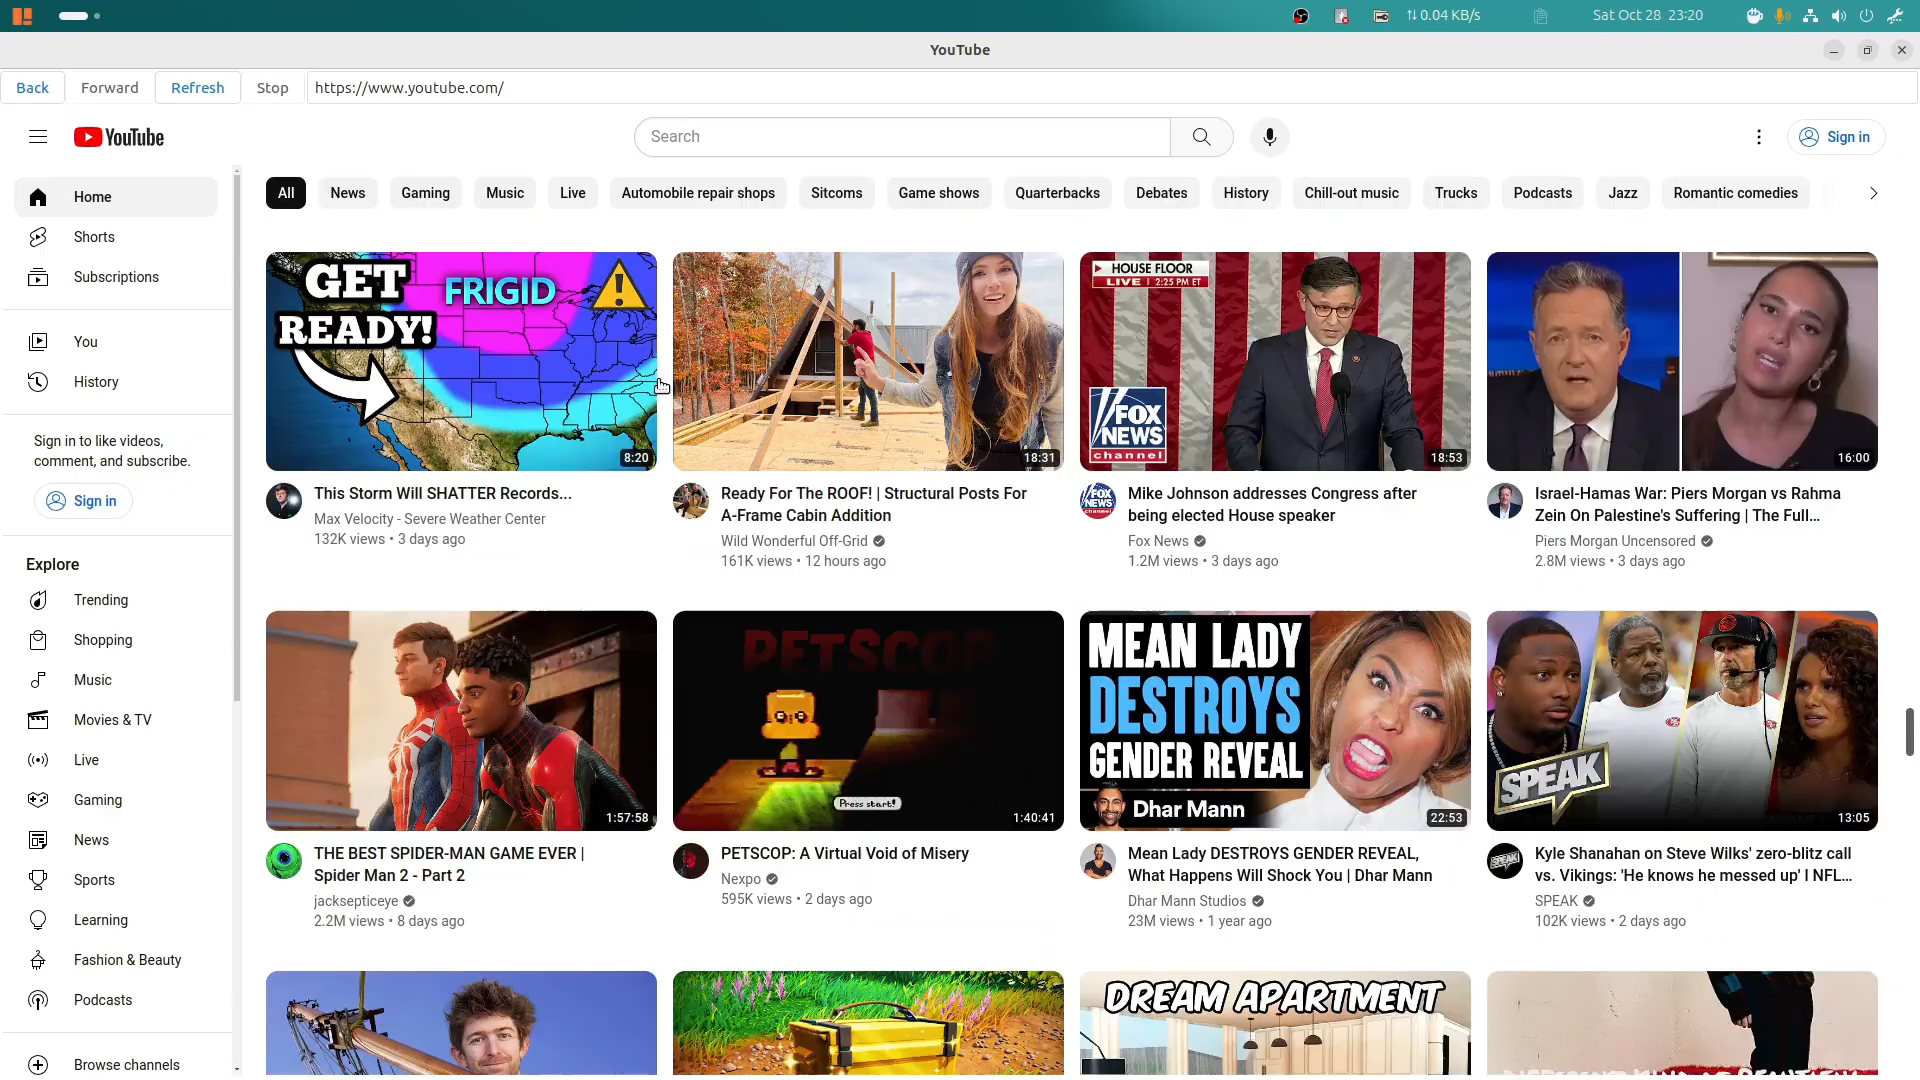 ⇅ 0.04 KB/s
Sat Oct 28 23:20
YouTube
Back
Forward
Refresh
Stop
https://www.youtube.com/
YouTube
Search
Sign in
Home
Shorts
Subscriptions
You
History
Sign in to like videos,
comment, and subscribe.
Sign in
Explore
Trending
Shopping
Music
Movies & TV
Live
Gaming
News
Sports
Learning
Fashion & Beauty
Podcasts
Browse channels
All
News
Gaming
Music
Live
Automobile repair shops
Sitcoms
Game shows
Quarterbacks
Debates
History
Chill-out music
Trucks
Podcasts
Jazz
Romantic comedies
GET
READY!
FRIGID
8:20
This Storm Will SHATTER Records...
Max Velocity - Severe Weather Center
132K views • 3 days ago
18:31
Ready For The ROOF! | Structural Posts For
A-Frame Cabin Addition
Wild Wonderful Off-Grid
161K views • 12 hours ago
HOUSE FLOOR
LIVE | 2:25 PM ET
FOX
NEWS
channel
18:53
Mike Johnson addresses Congress after
being elected House speaker
Fox News
1.2M views • 3 days ago
16:00
Israel-Hamas War: Piers Morgan vs Rahma
Zein On Palestine's Suffering | The Full...
Piers Morgan Uncensored
2.8M views • 3 days ago
1:57:58
THE BEST SPIDER-MAN GAME EVER |
Spider Man 2 - Part 2
jacksepticeye
2.2M views • 8 days ago
PETSCOP
Press start!
1:40:41
PETSCOP: A Virtual Void of Misery
Nexpo
595K views • 2 days ago
MEAN LADY
DESTROYS
GENDER REVEAL
Dhar Mann
22:53
Mean Lady DESTROYS GENDER REVEAL,
What Happens Will Shock You | Dhar Mann
Dhar Mann Studios
23M views • 1 year ago
SPEAK
13:05
Kyle Shanahan on Steve Wilks' zero-blitz call
vs. Vikings: 'He knows he messed up' I NFL...
SPEAK
102K views • 2 days ago
DREAM APARTMENT